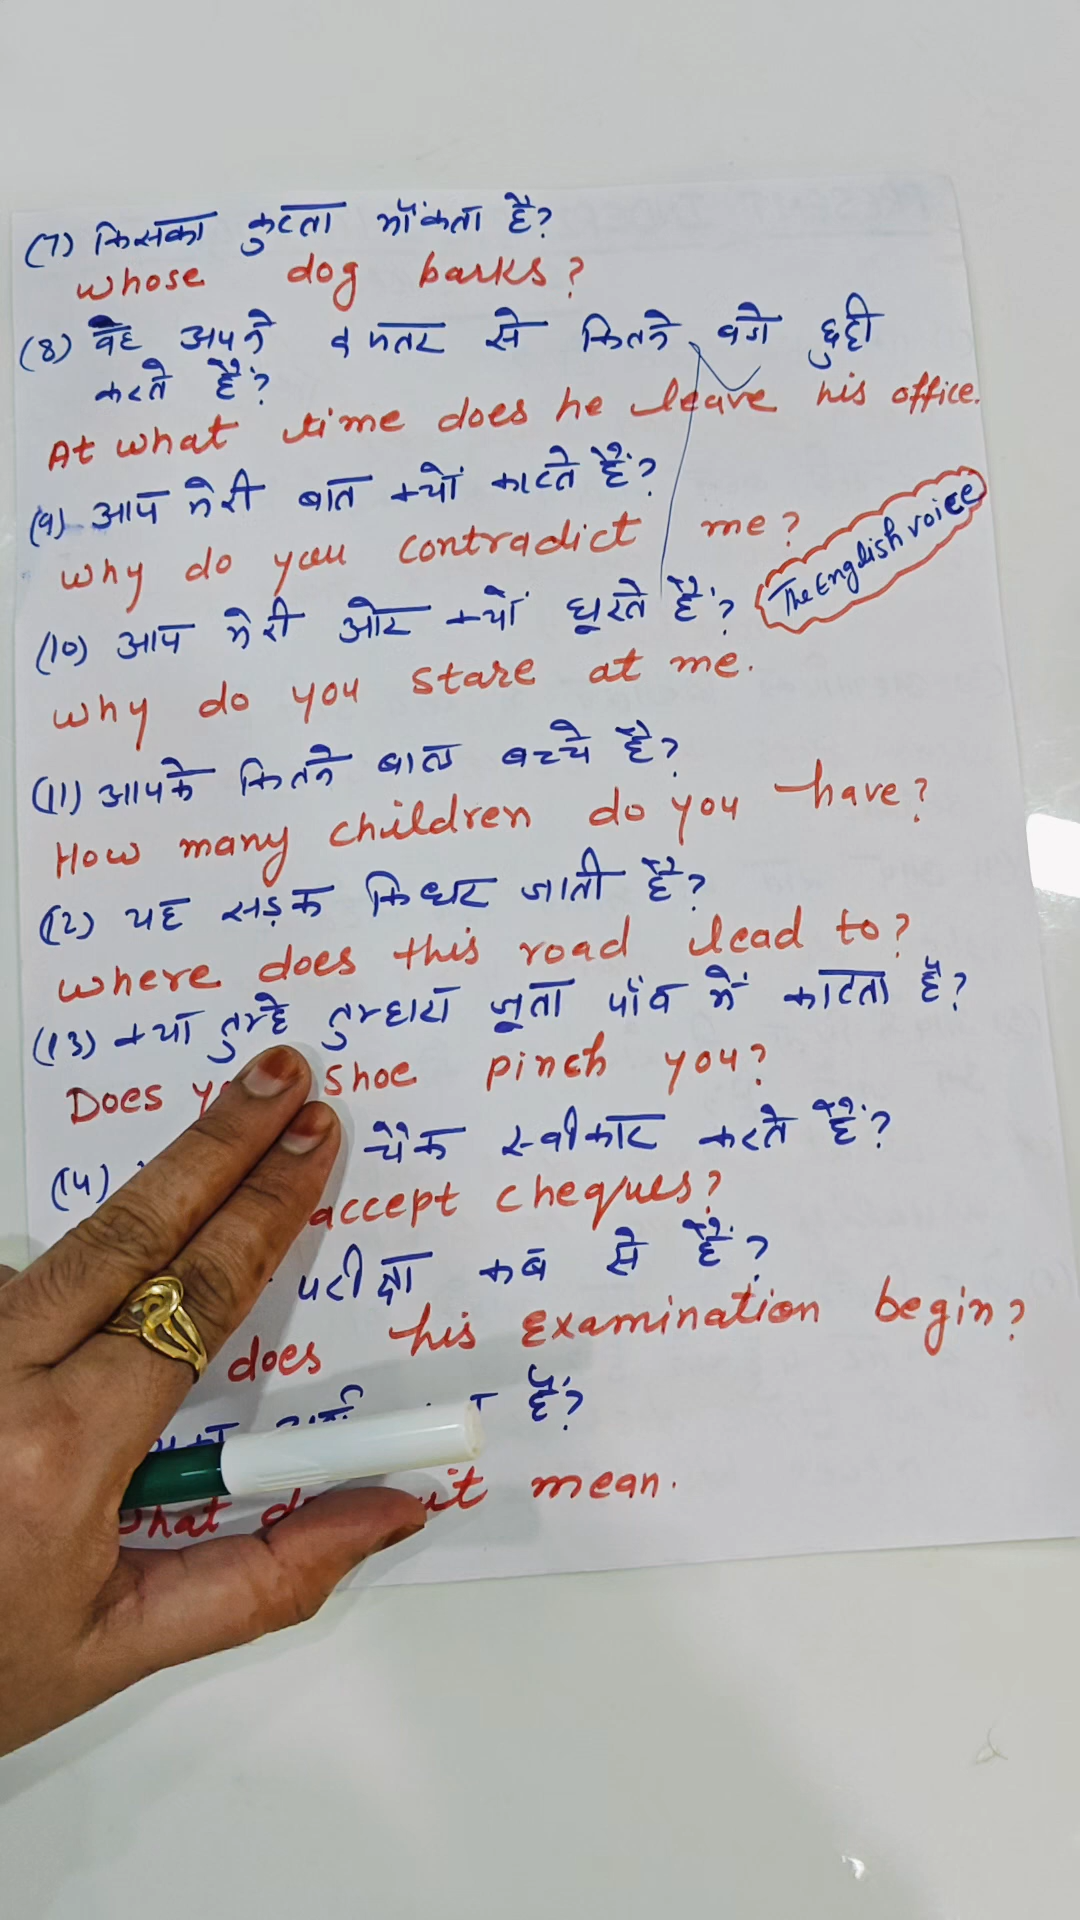 (7) किसका कुत्ता भौंकता है?
whose dog barks?
(8) वह अपने दफ्तर से कितने बजे छुट्टी
करते हैं?
At what time does he leave his office.
(9) आप मेरी बात क्यों काटते हैं?
Why do you contradict me?
The English voice
(10) आप मेरी ओर क्यों घूरते हैं?
Why do you stare at me.
(11) आपके कितने बाल बच्चे है?
How many children do you have?
(12) यह सड़क किधर जाती है?
Where does this road lead to?
(13) क्या तुम्हे तुम्हारा जूता पाँव में काटता है?
Does shoe pinch you?
(14) चैक स्वीकार करते हैं?
accept cheques?
परीक्षा कब से हैं?
does his Examination begin?
हैं?
what it mean.